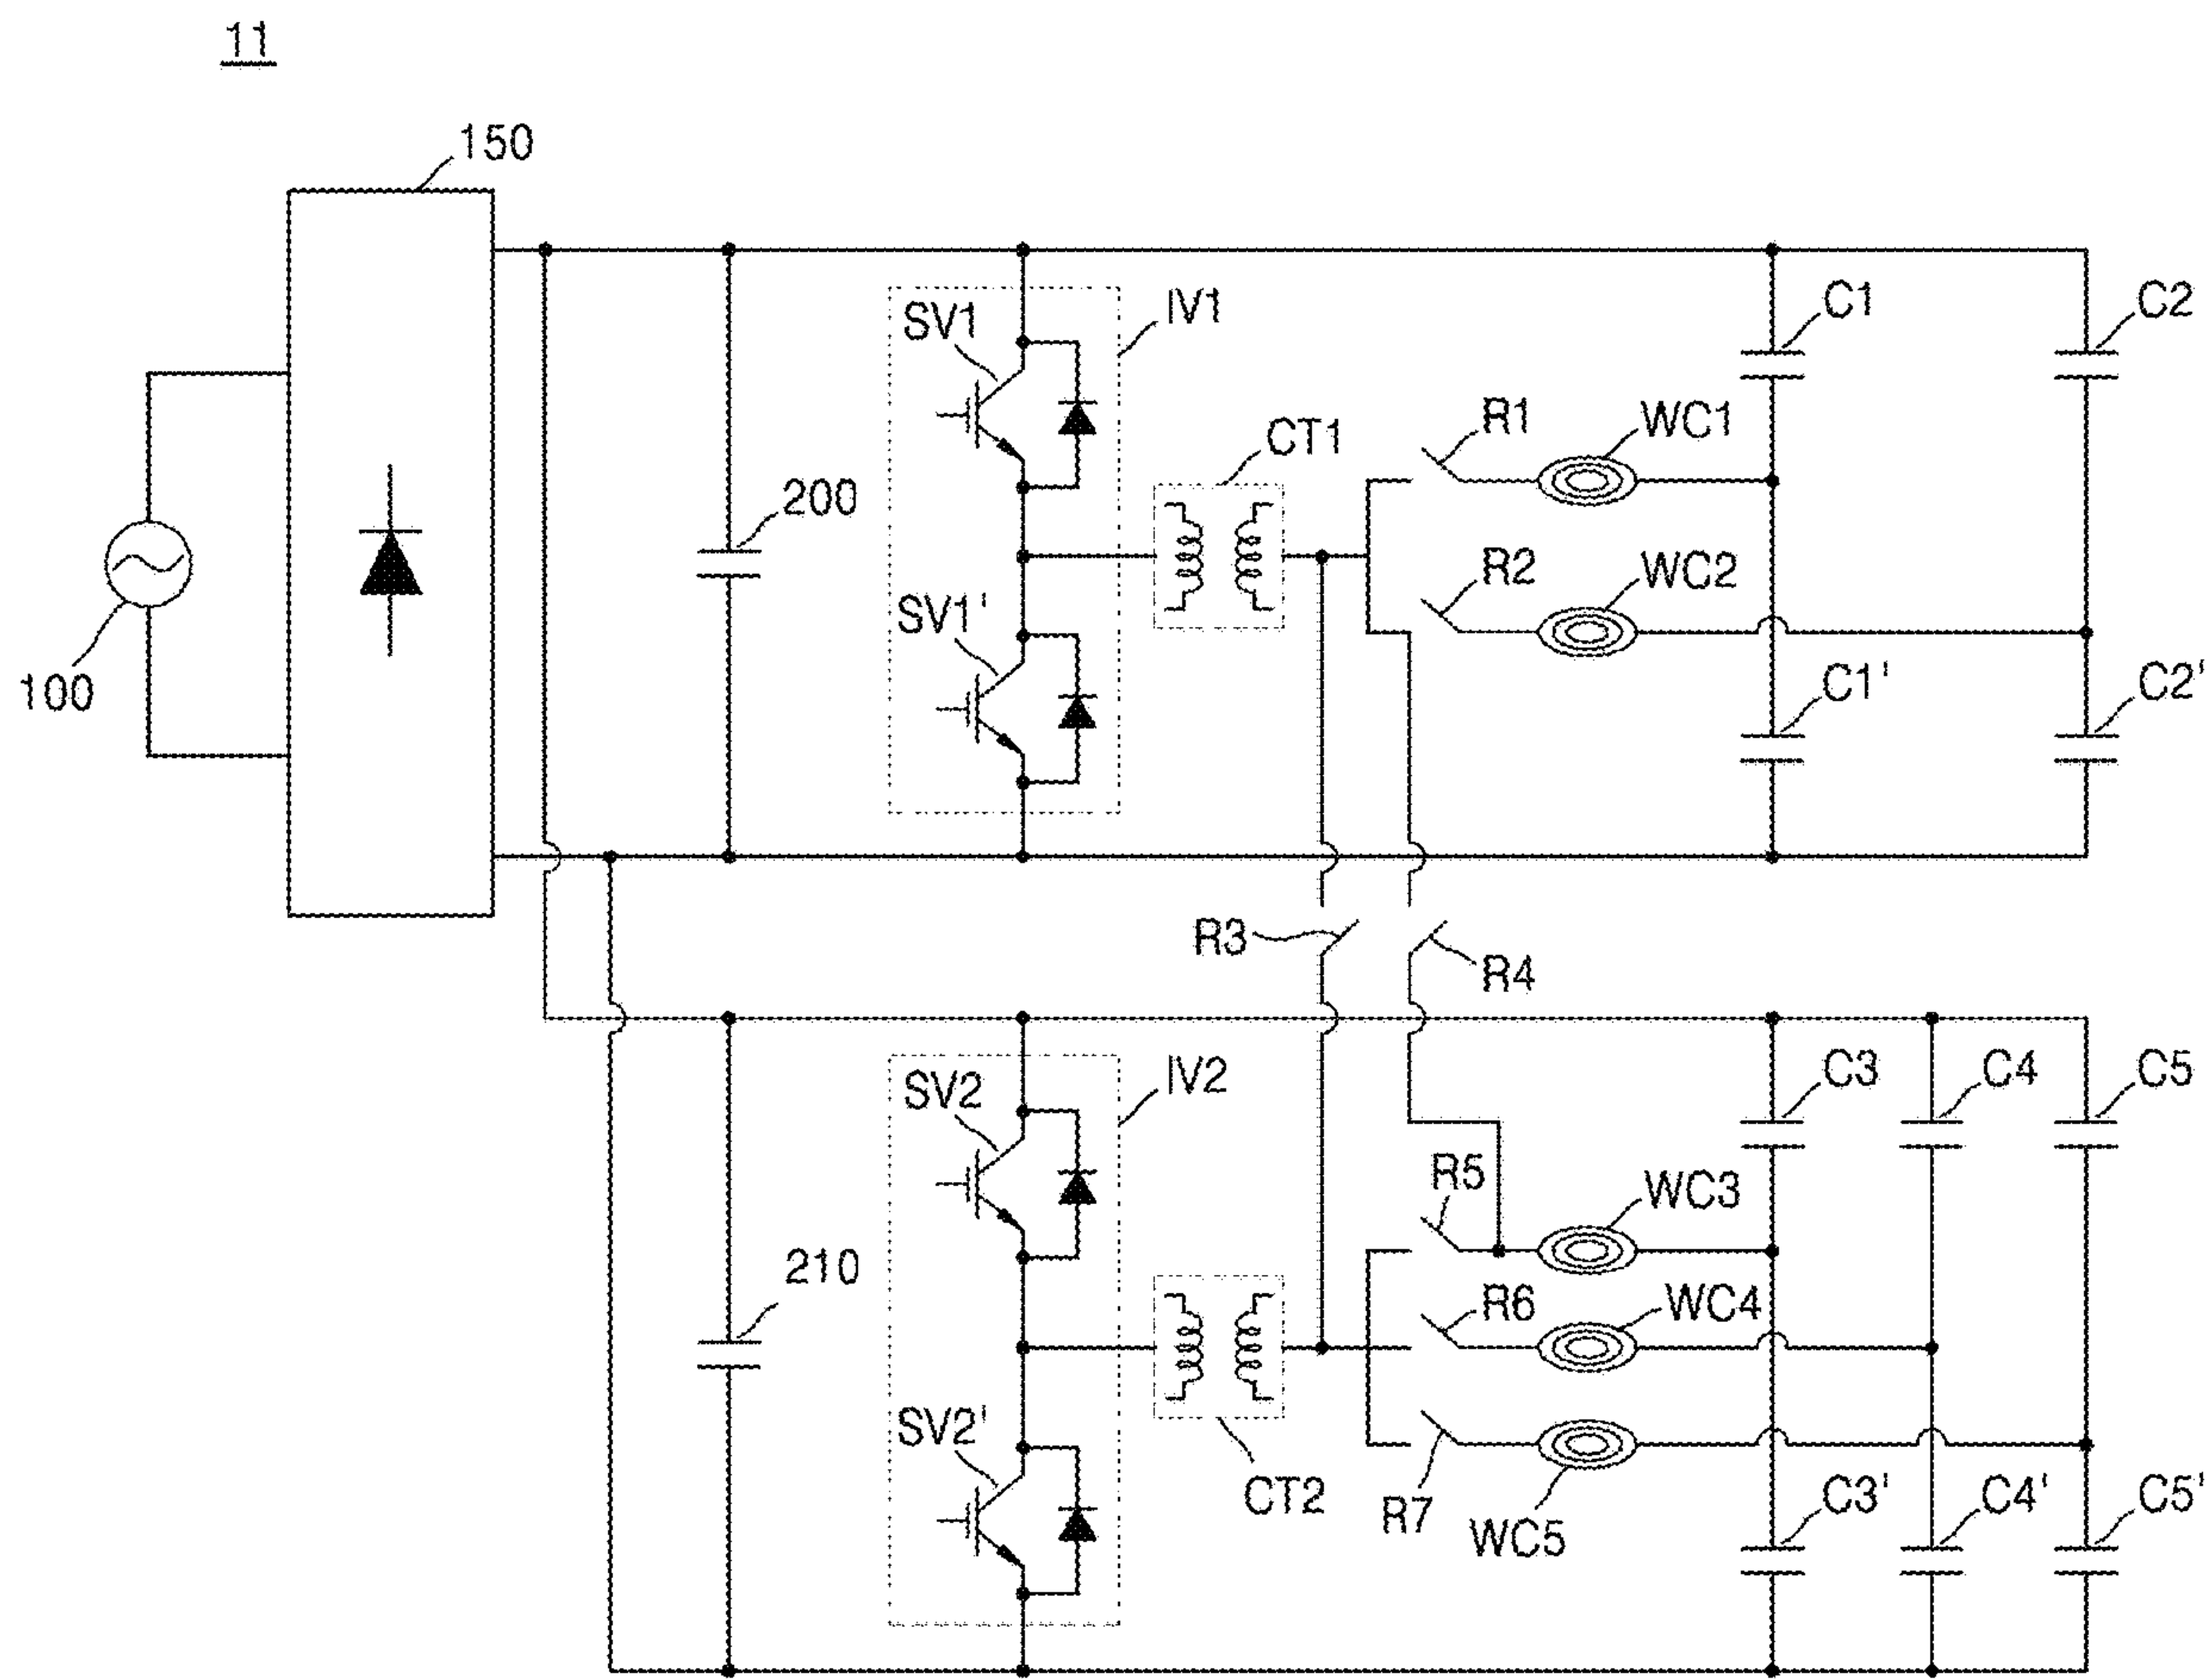 11
150
IV1
C1
C2
SV1
R1
WC1
CT1
200
R2
WC2
SV1'
100
C1'
C2'
R3
R4
IV2
C3
C4
C5
SV2
R5
WC3
210
R6
WC4
SV2'
CT2
R7
WC5
C3'
C4'
C5'